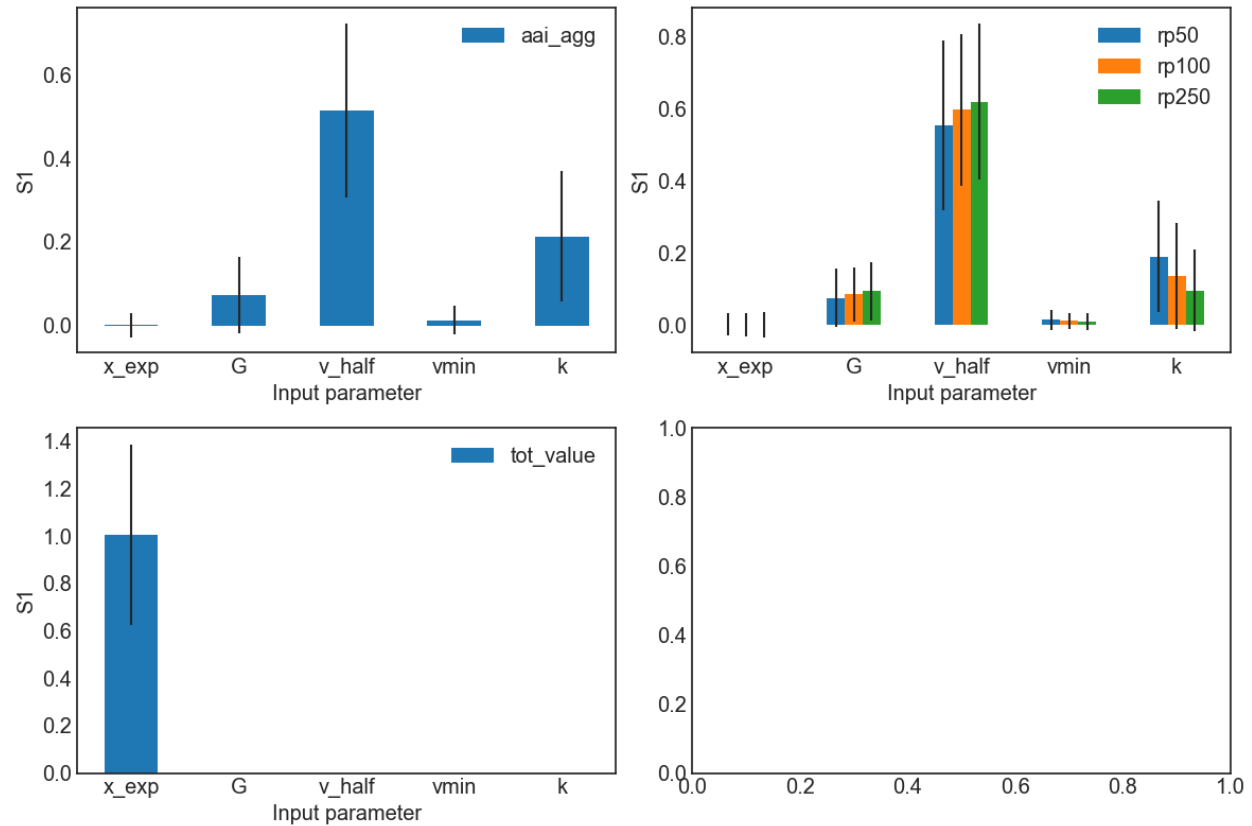 aai_agg
0.6
0.4
0.2
0.0
S1
x_exp G v_half vmin k
Input parameter
rp50
rp100
rp250
0.8
0.6
0.4
0.2
0.0
S1
x_exp G v_half vmin k
Input parameter
tot_value
1.4
1.2
1.0
0.8
0.6
0.4
0.2
0.0
S1
x_exp G v_half vmin k
Input parameter
1.0
0.8
0.6
0.4
0.2
0.0
0.0 0.2 0.4 0.6 0.8 1.0